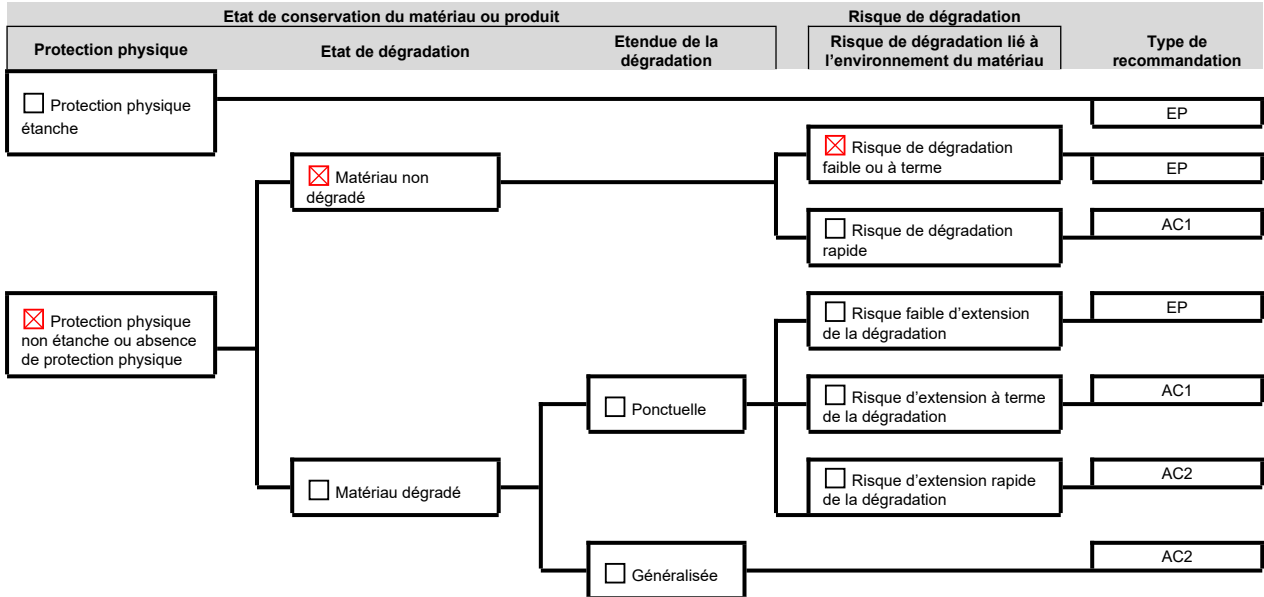 Etat de conservation du matériau ou produit
Risque de dégradation
Protection physique
Etat de dégradation
Etendue de la
dégradation
Risque de dégradation lié à
l'environnement du matériau
Type de
recommandation
Protection physique
étanche
EP
Matériau non
dégradé
Risque de dégradation
faible ou à terme
EP
Risque de dégradation
rapide
AC1
Protection physique
non étanche ou absence
de protection physique
Risque faible d'extension
de la dégradation
EP
Ponctuelle
Risque d'extension à terme
de la dégradation
AC1
Matériau dégradé
Risque d'extension rapide
de la dégradation
AC2
Généralisée
AC2